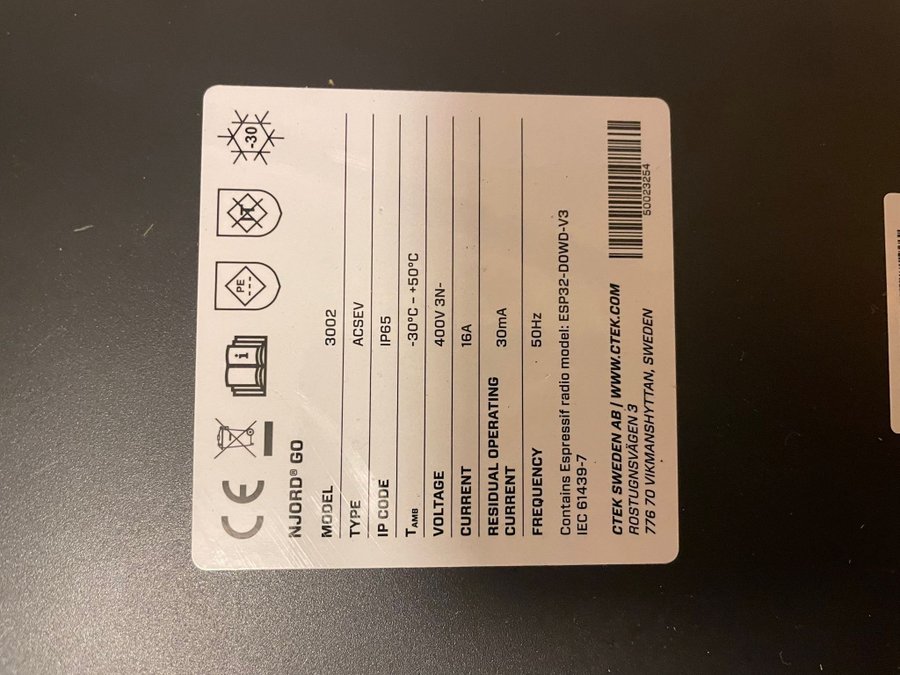 CE
i
PE
-30
NJORD® GO
MODEL 3002
TYPE ACSEV
IP CODE IP65
TAMB -30°C – +50°C
VOLTAGE 400V 3N~
CURRENT 16A
RESIDUAL OPERATING
CURRENT 30mA
FREQUENCY 50Hz
Contains Espressif radio model: ESP32-D0WD-V3
IEC 61439-7
CTEK SWEDEN AB | WWW.CTEK.COM
ROSTUGNSVÄGEN 3
776 70 VIKMANSHYTTAN, SWEDEN
50023254